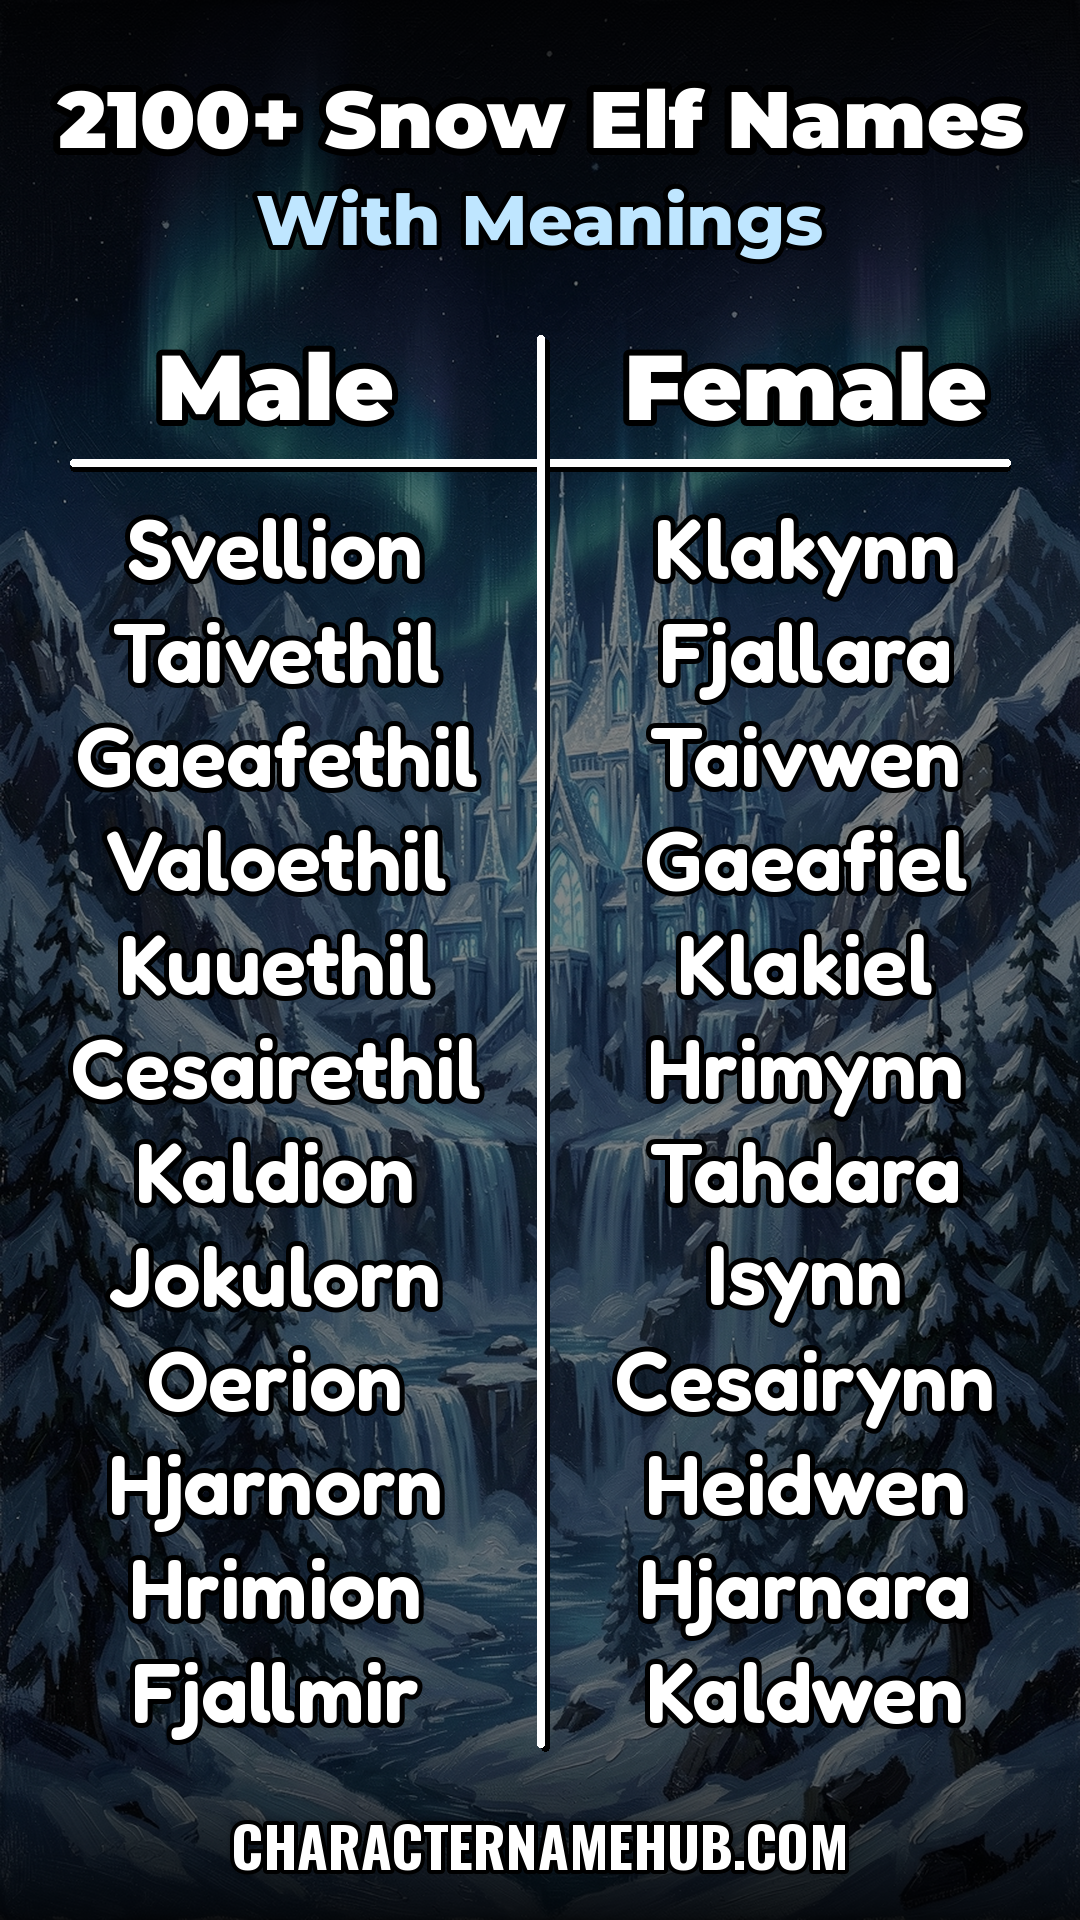 2100+ Snow Elf Names
With Meanings
Male
Female
Svellion
Klakynn
Taivethil
Fjallara
Gaeafethil
Taivwen
Valoethil
Gaeafiel
Kuuethil
Klakiel
Cesairethil
Hrimynn
Kaldion
Tahdara
Jokulorn
Isynn
Oerion
Cesairynn
Hjarnorn
Heidwen
Hrimion
Hjarnara
Fjallmir
Kaldwen
CHARACTERNAMEHUB.COM